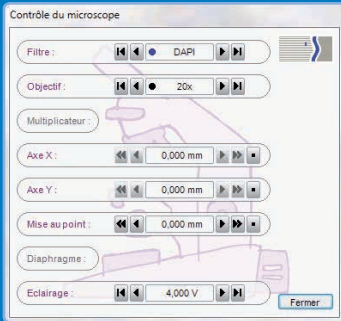 Contrôle du microscope
Filtre : DAPI
Objectif : 20x
Multiplicateur :
Axe X : 0,000 mm
Axe Y : 0,000 mm
Mise au point : 0,000 mm
Diaphragme :
Eclairage : 4,000 V
Fermer